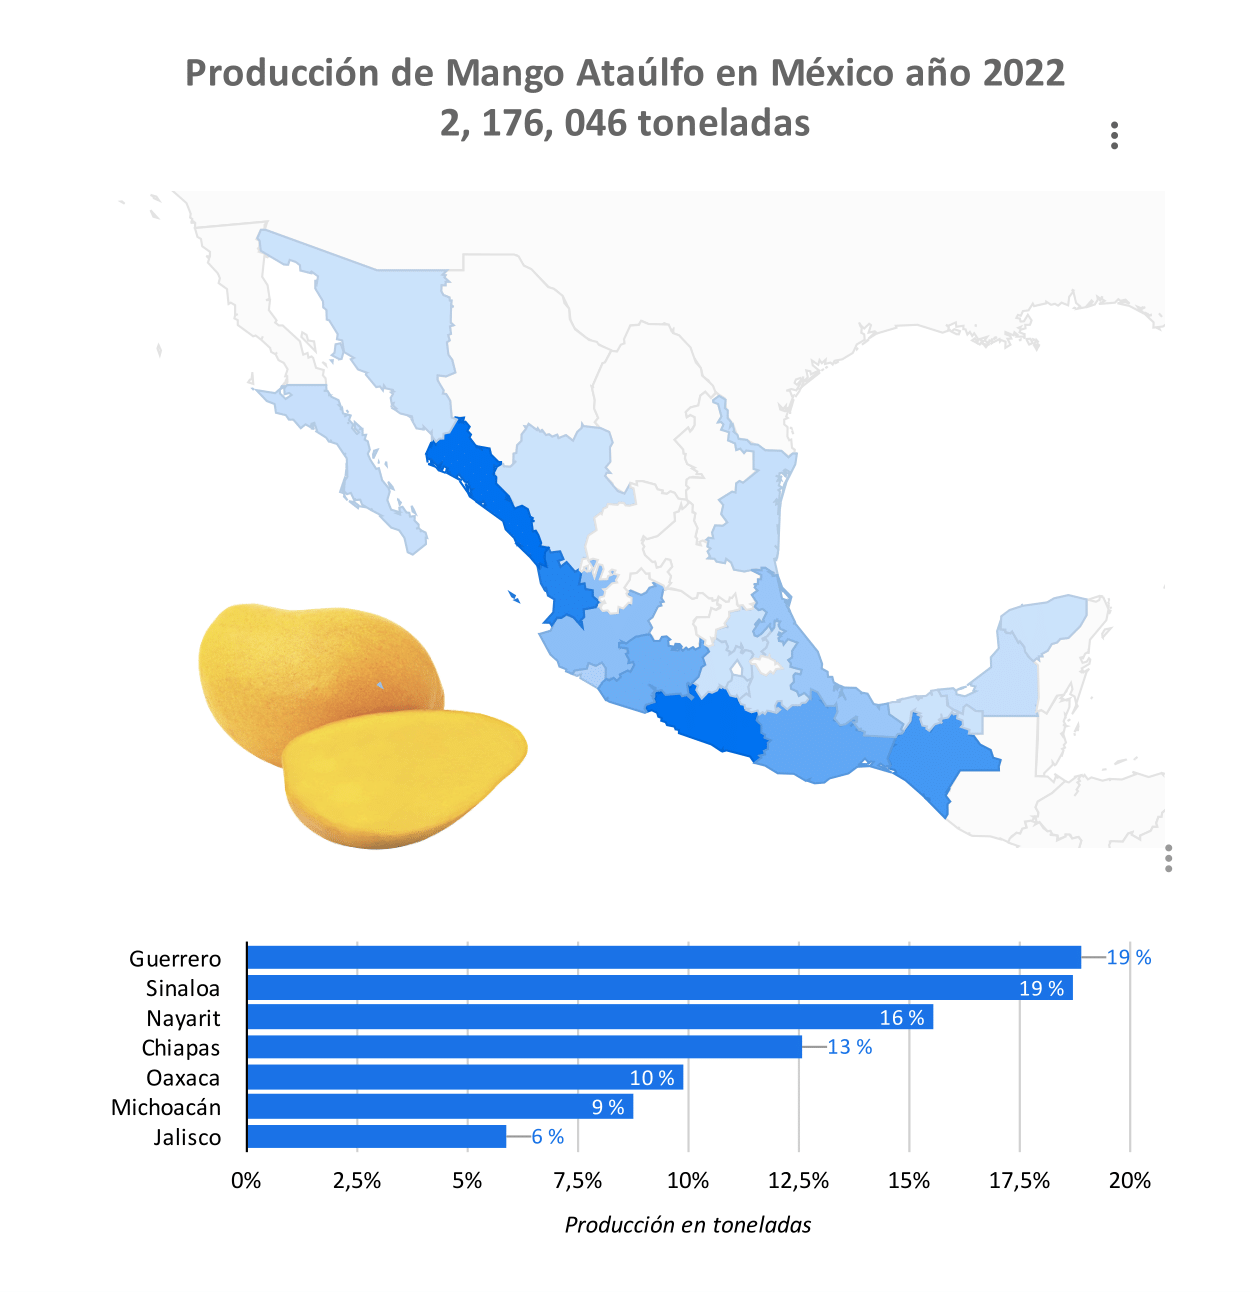 Producción de Mango Ataúlfo en México año 2022
2, 176, 046 toneladas
Guerrero 19 %
Sinaloa 19 %
Nayarit 16 %
Chiapas 13 %
Oaxaca 10 %
Michoacán 9 %
Jalisco 6 %
0% 2,5% 5% 7,5% 10% 12,5% 15% 17,5% 20%
Producción en toneladas